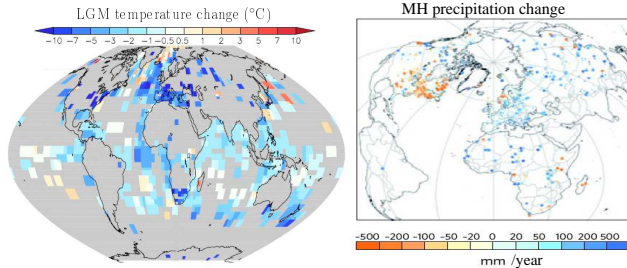 LGM temperature change (°C)
-10 -7 -5 -3 -2 -1 -0.5 0.5 1 2 3 5 7 10
MH precipitation change
-500 -200 -100 -50 -20 0 20 50 100 200 500
mm /year